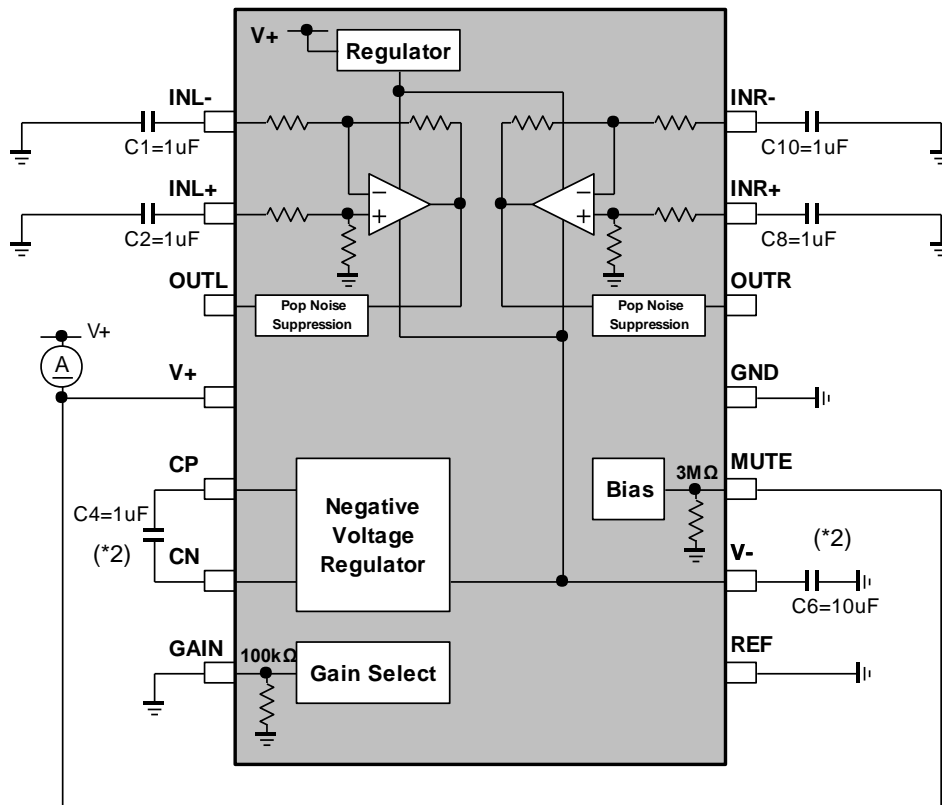 V+
Regulator
INL-
INR-
C1=1uF
C10=1uF
INL+
INR+
−
+
−
+
C2=1uF
C8=1uF
OUTL
OUTR
Pop Noise
Suppression
Pop Noise
Suppression
V+
A
V+
GND
CP
3MΩ
MUTE
C4=1uF
(*2)
Negative
Voltage
Regulator
Bias
CN
V-
(*2)
C6=10uF
GAIN
100kΩ
Gain Select
REF